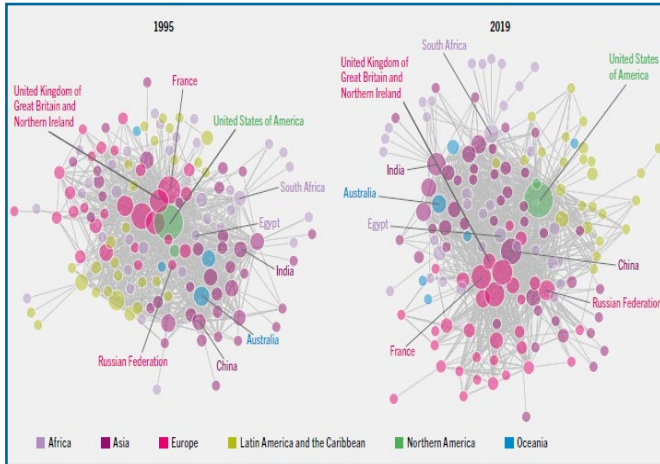 1995
United Kingdom of
Great Britain and
Northern Ireland
France
United States of America
South Africa
Egypt
India
Australia
China
Russian Federation
2019
South Africa
United Kingdom of
Great Britain and
Northern Ireland
United States
of America
India
Australia
Egypt
China
Russian Federation
France
Africa
Asia
Europe
Latin America and the Caribbean
Northern America
Oceania